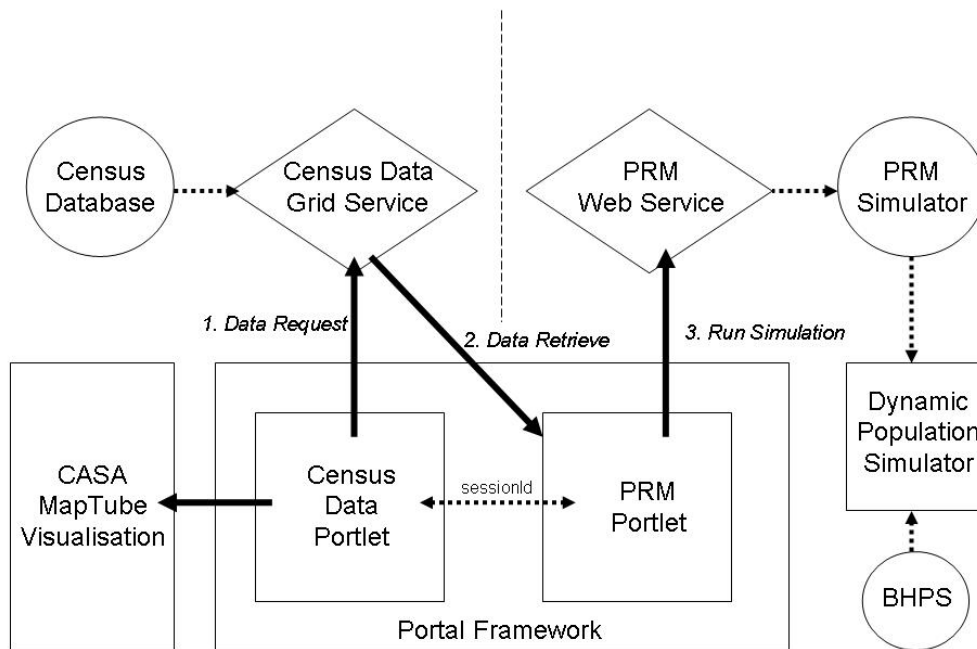 Census
Database
Census Data
Grid Service
PRM
Web Service
PRM
Simulator
1. Data Request
2. Data Retrieve
3. Run Simulation
CASA
MapTube
Visualisation
Census
Data
Portlet
sessionId
PRM
Portlet
Dynamic
Population
Simulator
BHPS
Portal Framework